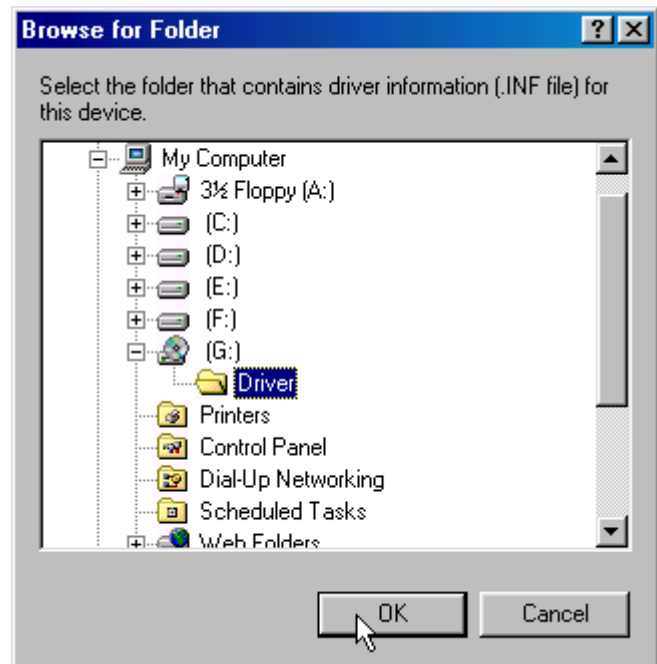 Browse for Folder
Select the folder that contains driver information (.INF file) for
this device.
My Computer
3½ Floppy (A:)
(C:)
(D:)
(E:)
(F:)
(G:)
Driver
Printers
Control Panel
Dial-Up Networking
Scheduled Tasks
Web Folders
OK Cancel